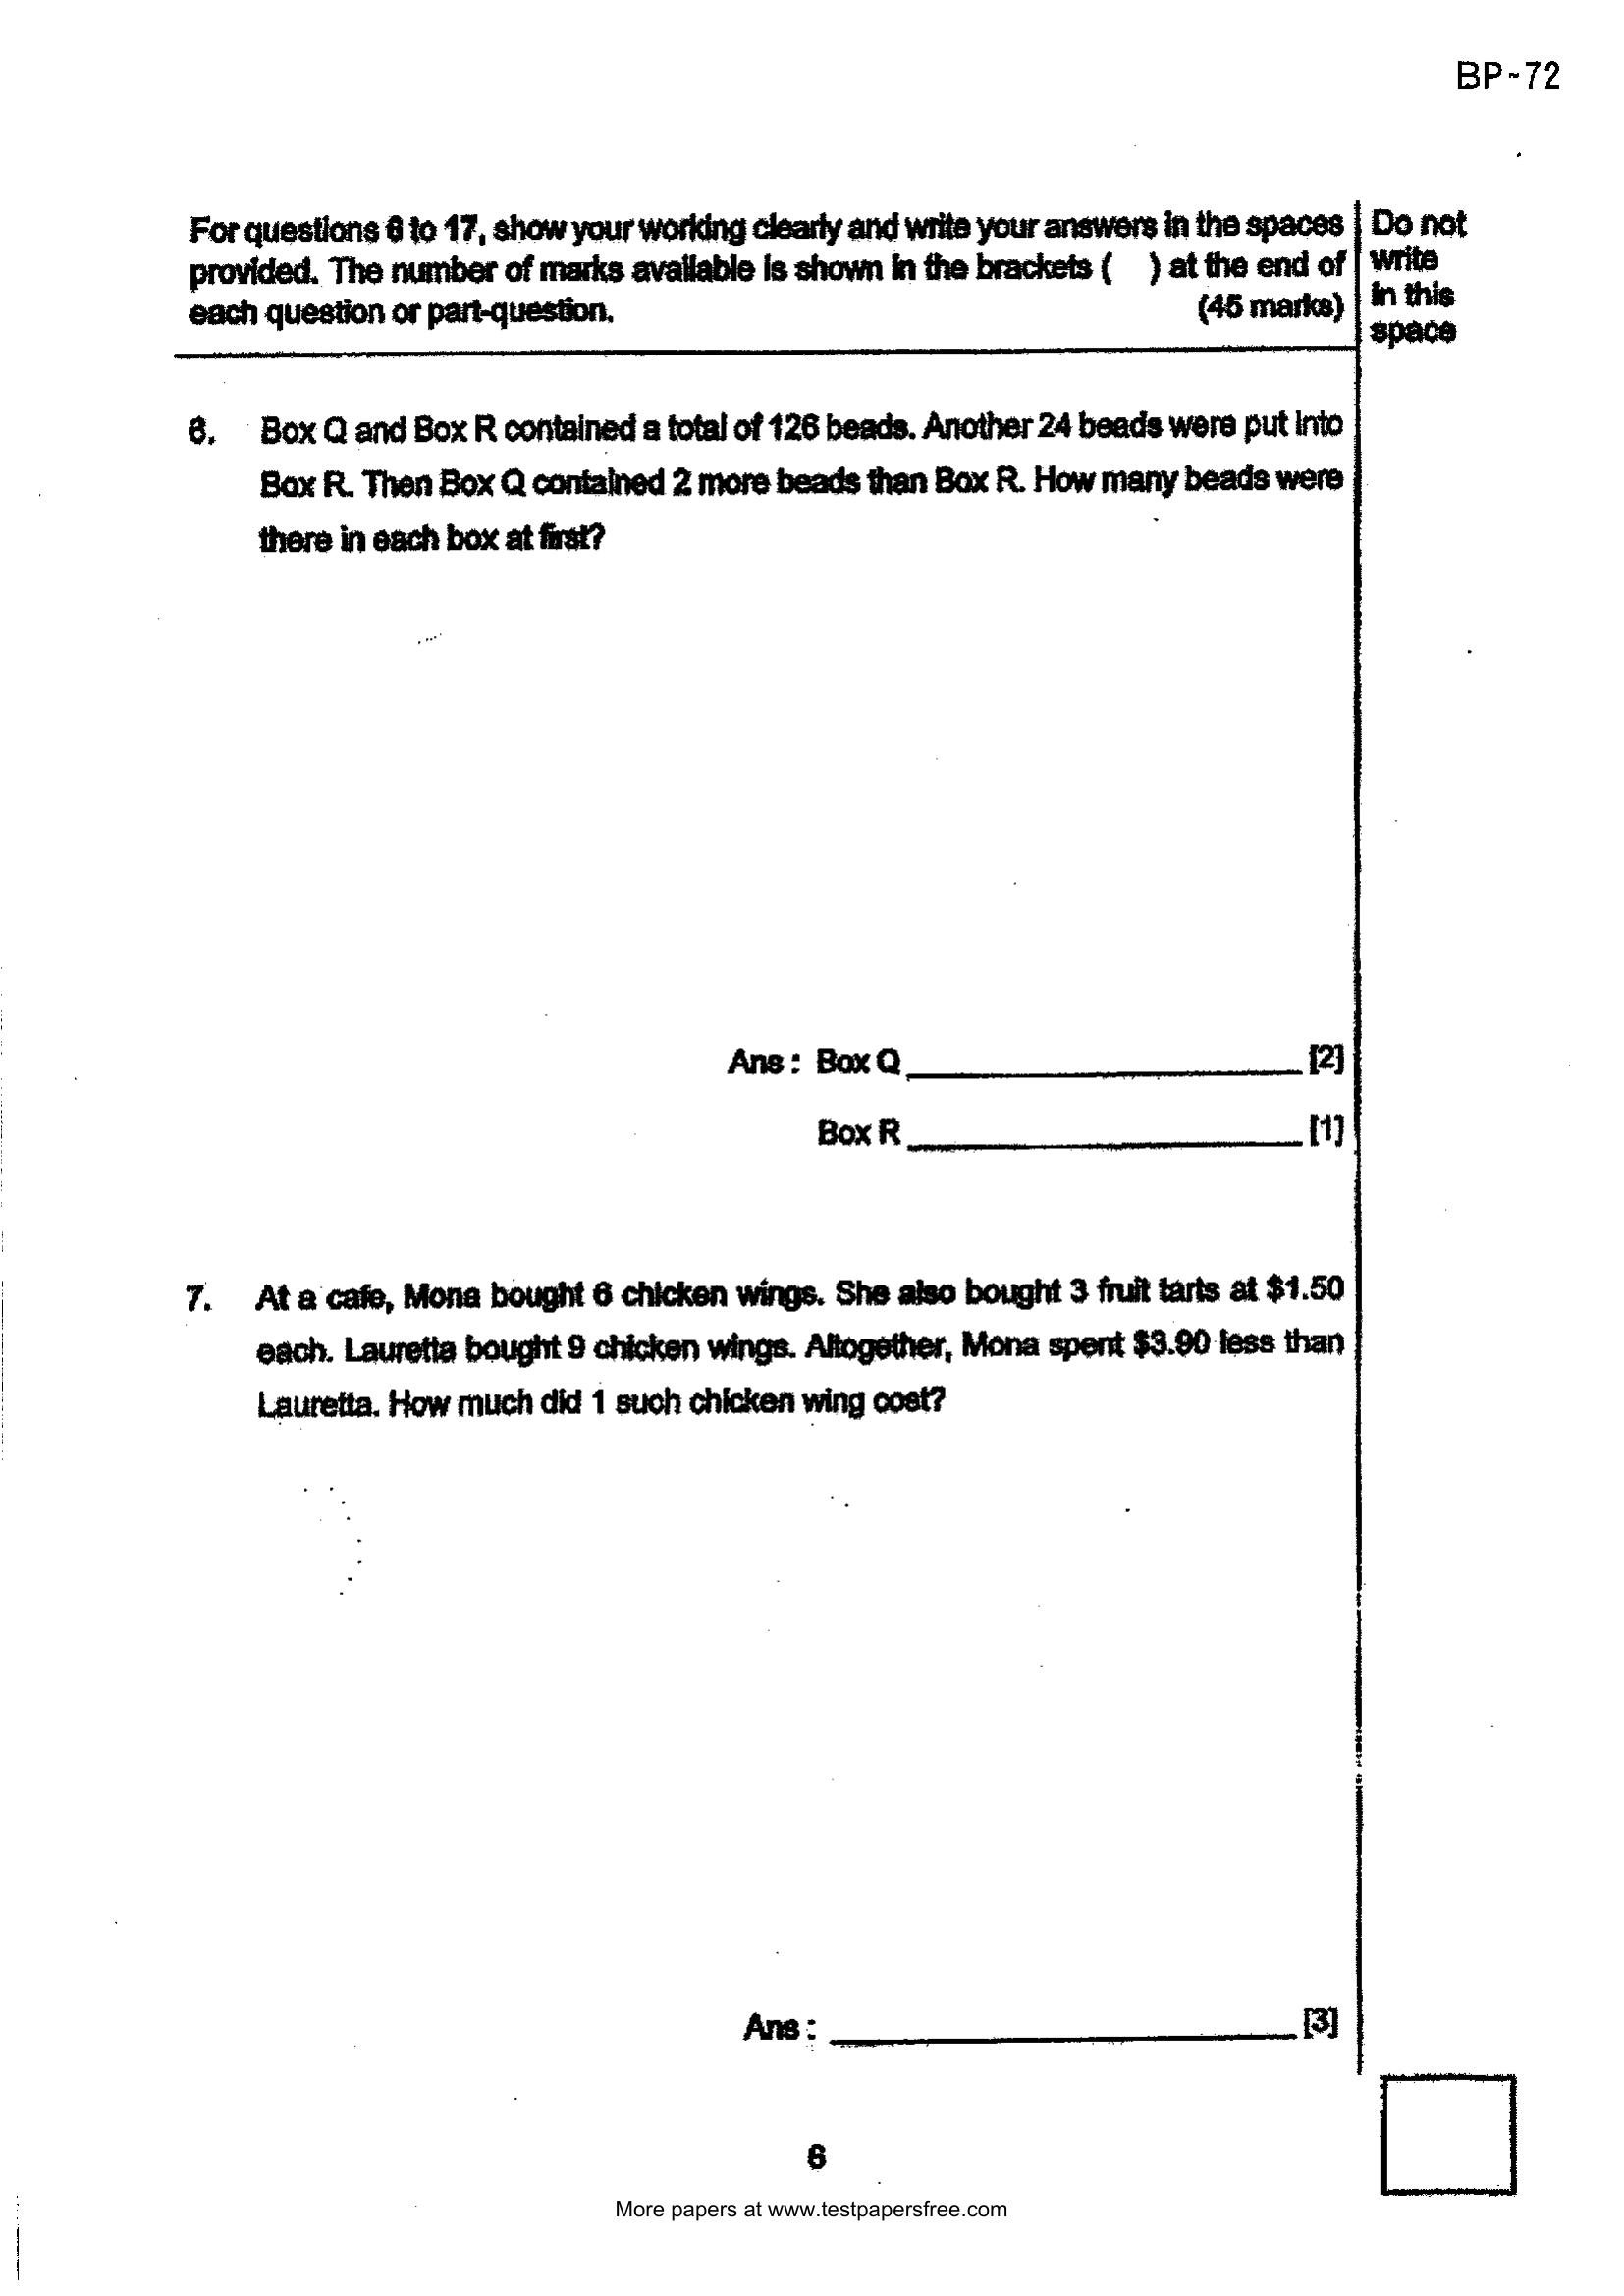 BP-72
For questions 6 to 17, show your working clearly and write your answers in the spaces
provided. The number of marks available is shown in the brackets ( ) at the end of
each question or part-question. (45 marks)
Do not
write
in this
space
6. Box Q and Box R contained a total of 126 beads. Another 24 beads were put into
Box R. Then Box Q contained 2 more beads than Box R. How many beads were
there in each box at first?
Ans : Box Q [2]
Box R [1]
7. At a cafe, Mona bought 6 chicken wings. She also bought 3 fruit tarts at $1.50
each. Lauretta bought 9 chicken wings. Altogether, Mona spent $3.90 less than
Lauretta. How much did 1 such chicken wing cost?
Ans : [3]
6
More papers at www.testpapersfree.com